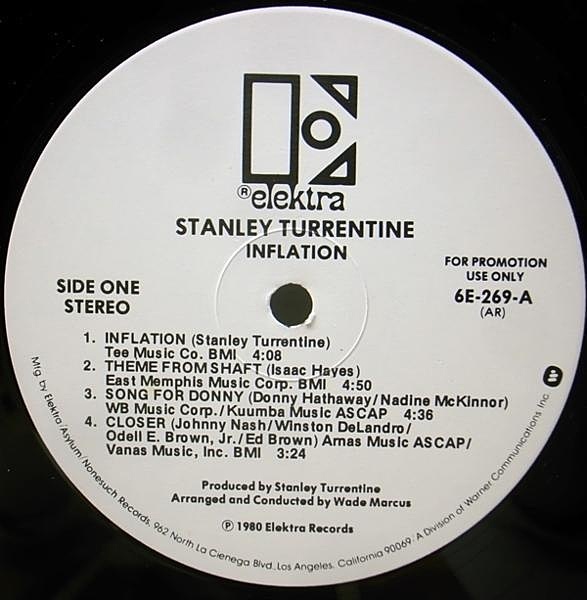 ® elektra
STANLEY TURRENTINE
INFLATION
FOR PROMOTION
USE ONLY
6E-269-A
(AR)
SIDE ONE
STEREO
1. INFLATION (Stanley Turrentine)
Tee Music Co. BMI 4:08
2. THEME FROM SHAFT (Isaac Hayes)
East Memphis Music Corp. BMI 4:50
3. SONG FOR DONNY (Donny Hathaway/Nadine McKinnor)
WB Music Corp./Kuumba Music ASCAP 4:36
4. CLOSER (Johnny Nash/Winston DeLandro/
Odell E. Brown, Jr./Ed Brown) Amas Music ASCAP/
Vanas Music, Inc. BMI 3:24
Produced by Stanley Turrentine
Arranged and Conducted by Wade Marcus
℗ 1980 Elektra Records
Mfg. by Elektra/Asylum/Nonesuch Records, 962 North La Cienega Blvd., Los Angeles, California 90069 · A Division of Warner Communications Inc.